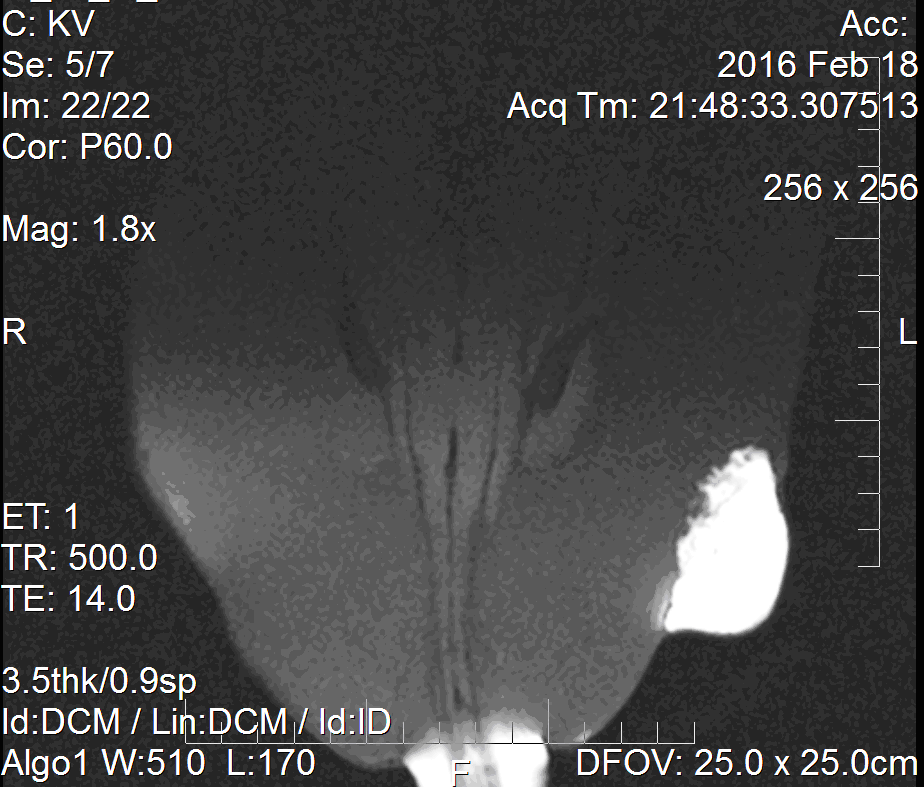 C: KV
Acc:
Se: 5/7
2016 Feb 18
Im: 22/22
Acq Tm: 21:48:33.307513
Cor: P60.0
256 x 256
Mag: 1.8x
R
L
ET: 1
TR: 500.0
TE: 14.0
3.5thk/0.9sp
Id:DCM / Lin:DCM / Id:ID
Algo1 W:510 L:170
F
DFOV: 25.0 x 25.0cm